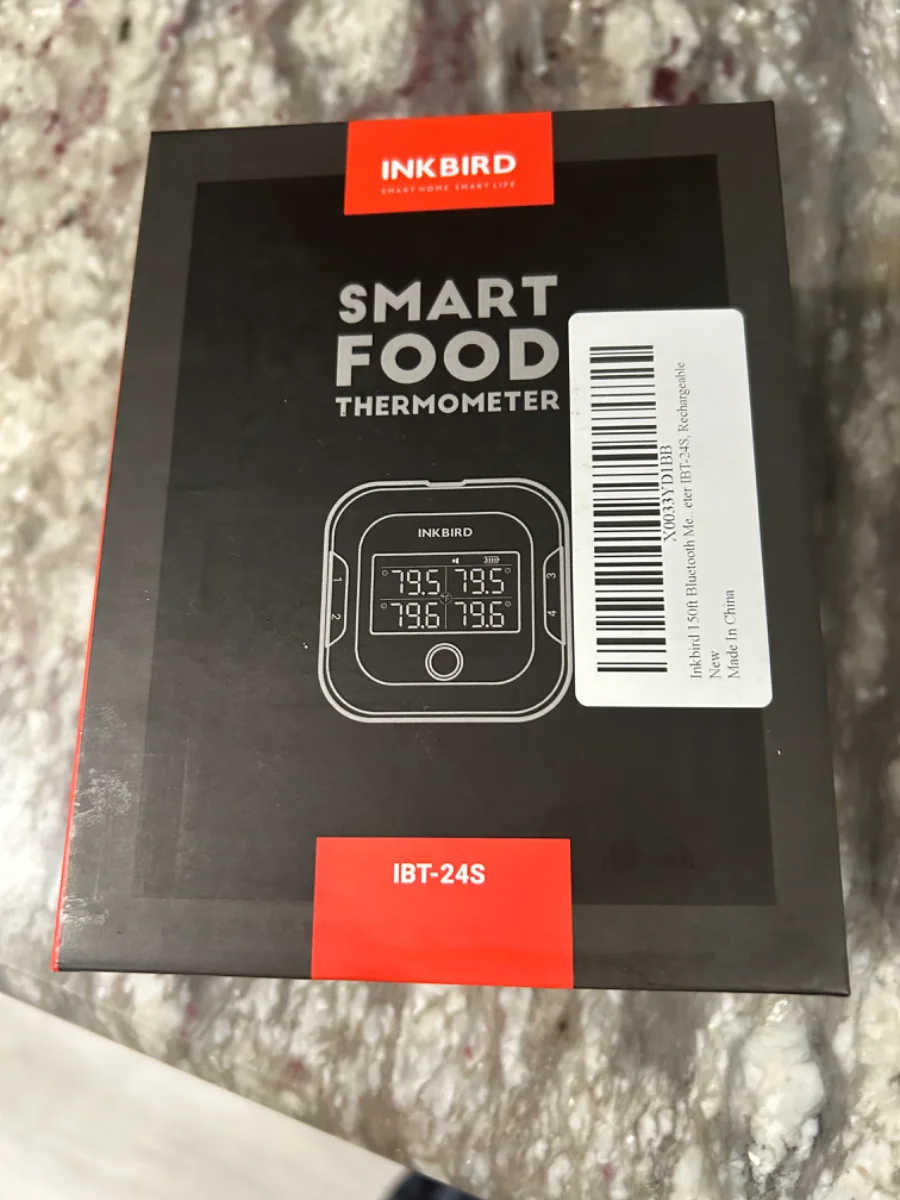 INKBIRD
SMART HOME SMART LIFE
SMART
FOOD
THERMOMETER
INKBIRD
79.5 79.5
°F
79.6 79.6
1
2
3
4
X0033YD1BB
Inkbird 150ft Bluetooth Me...eter IBT-24S, Rechargeable
New
Made In China
IBT-24S